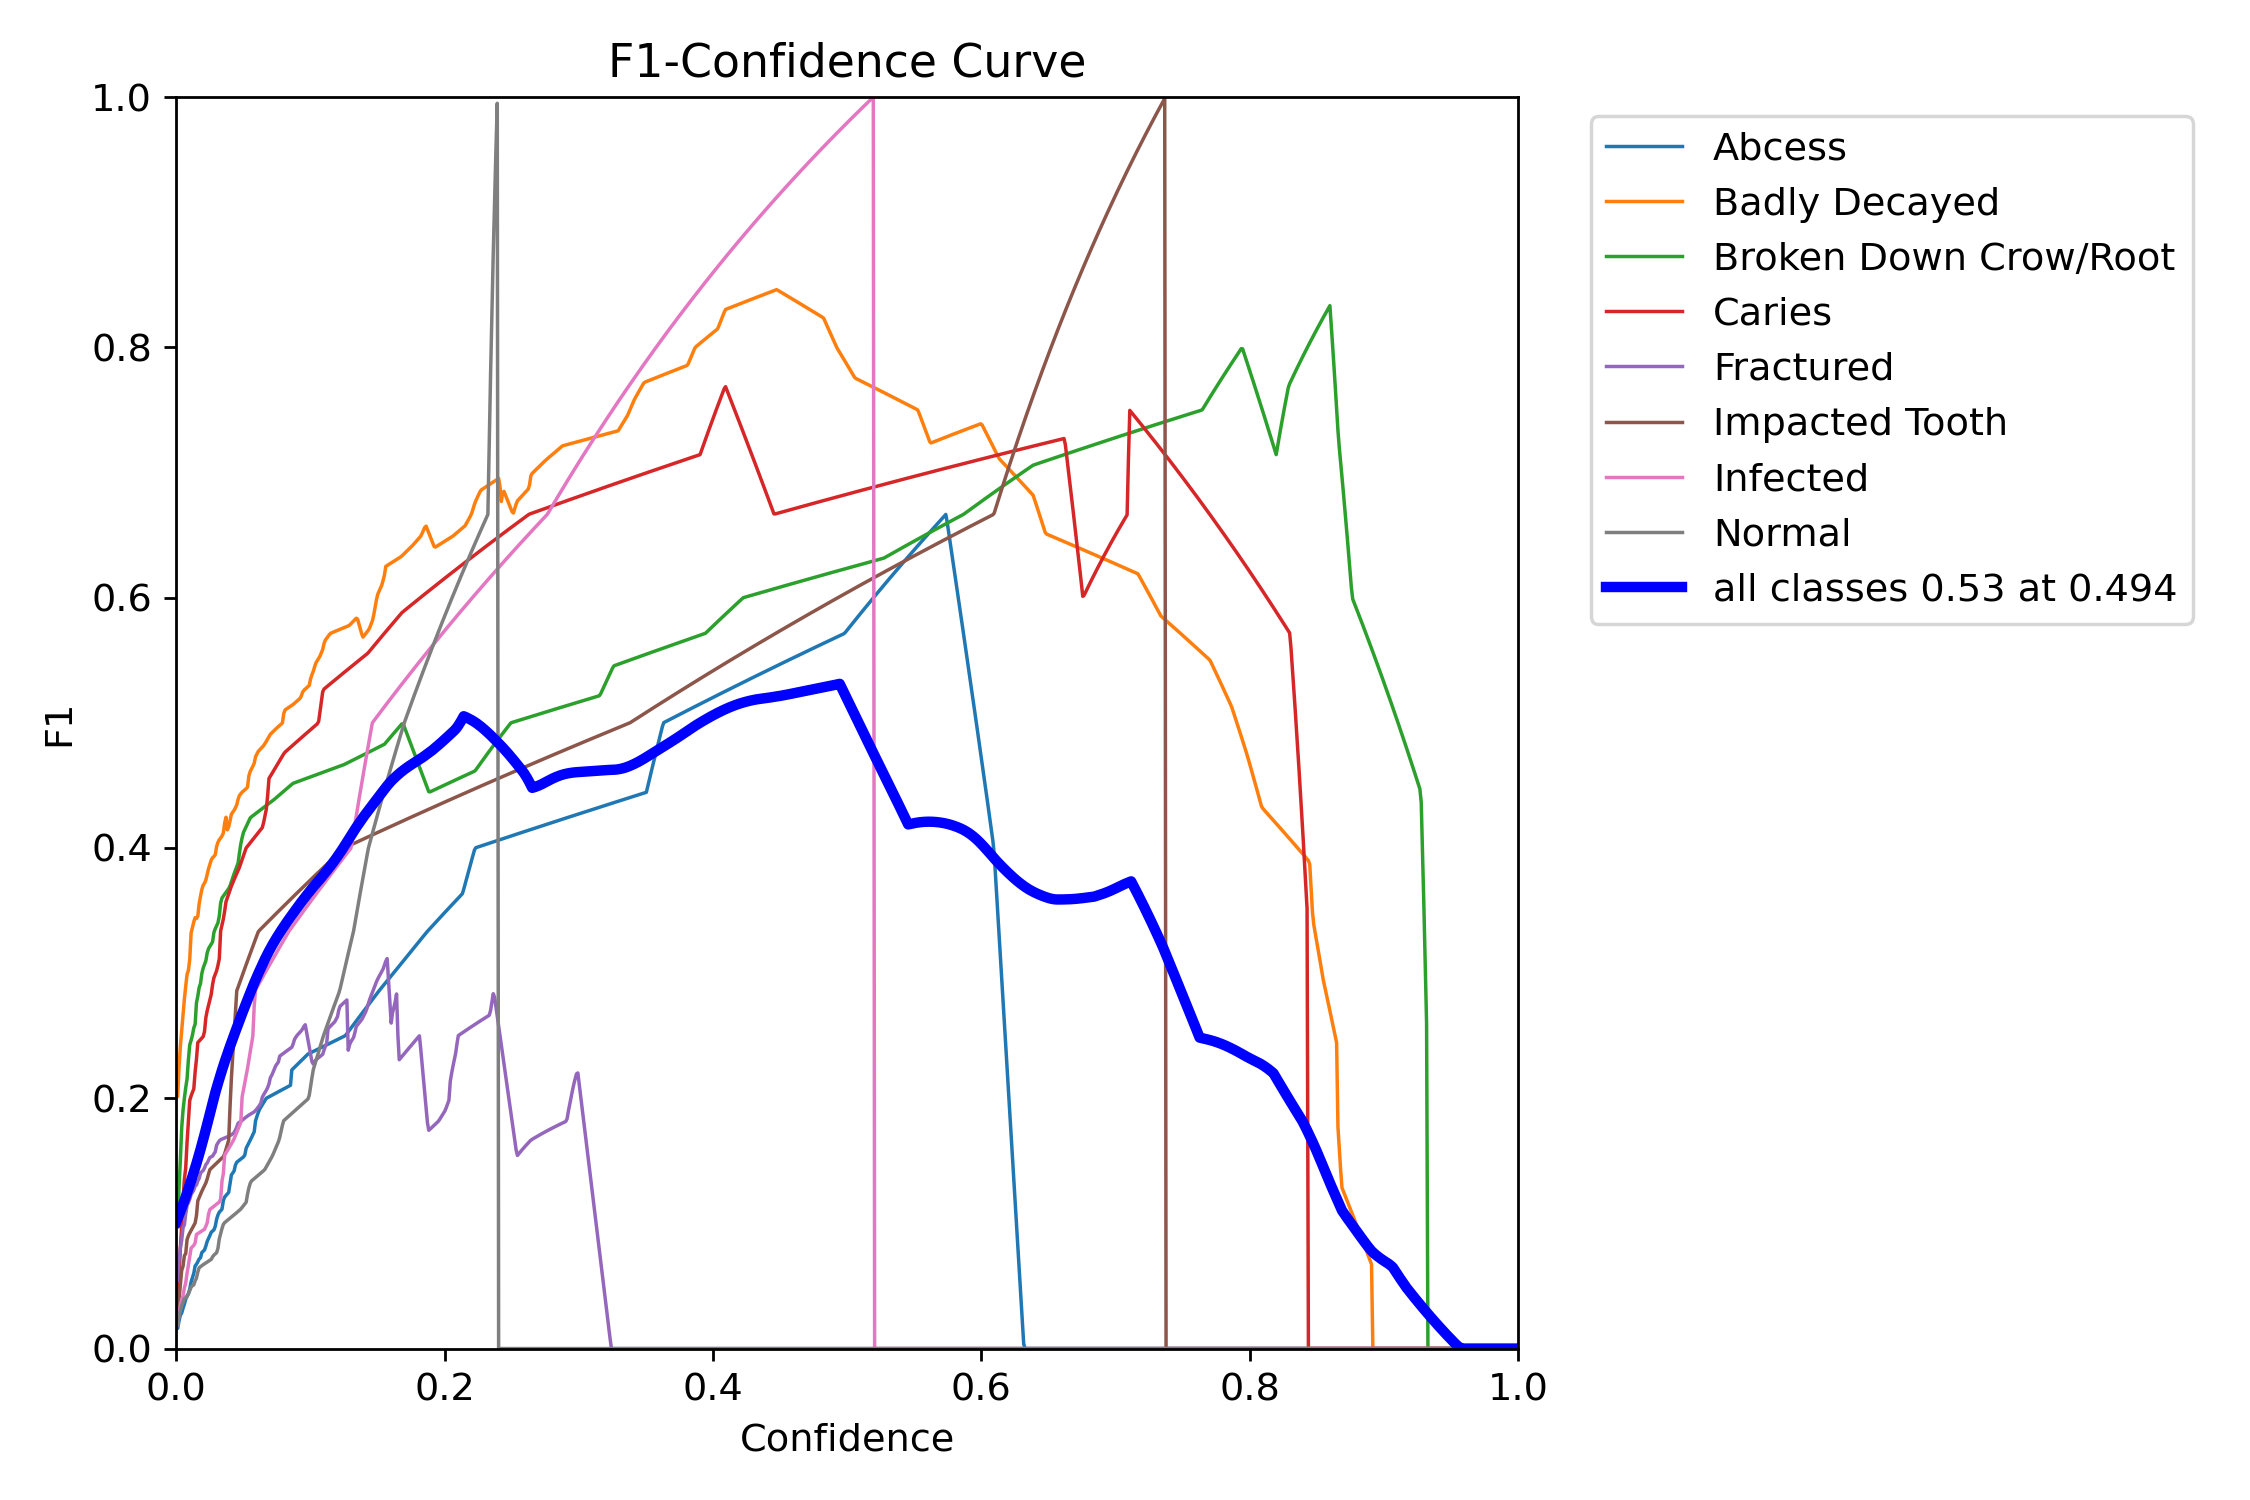 F1-Confidence Curve
1.0
0.8
0.6
0.4
0.2
0.0
F1
0.0 0.2 0.4 0.6 0.8 1.0
Confidence
Abcess
Badly Decayed
Broken Down Crow/Root
Caries
Fractured
Impacted Tooth
Infected
Normal
all classes 0.53 at 0.494